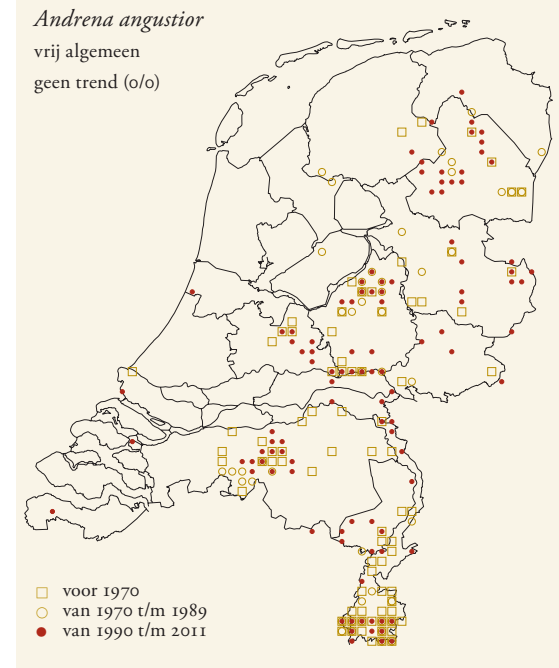 Andrena angustior
vrij algemeen
geen trend (0/0)
voor 1970
van 1970 t/m 1989
van 1990 t/m 2011